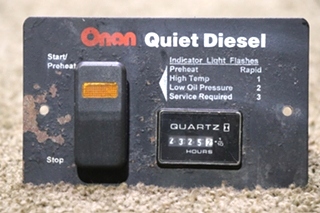 Onan Quiet Diesel
Start/
Preheat
Indicator Light Flashes
Preheat Rapid
High Temp 1
Low Oil Pressure 2
Service Required 3
QUARTZ
HOURS
Stop